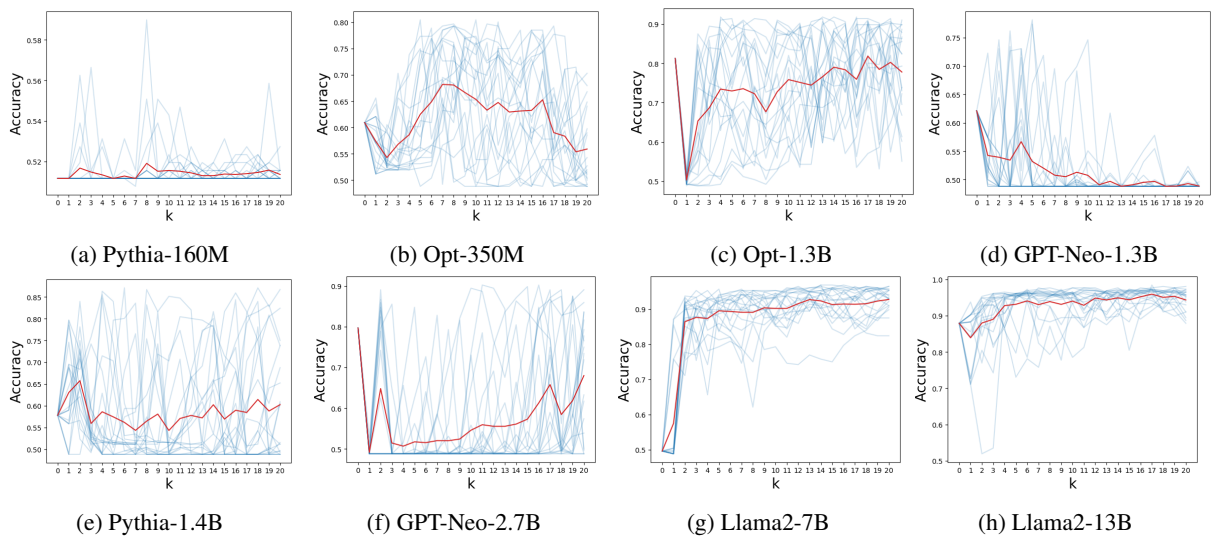 0.58
0.56
0.54
0.52
Accuracy
0 1 2 3 4 5 6 7 8 9 10 11 12 13 14 15 16 17 18 19 20
k
(a) Pythia-160M
0.80
0.75
0.70
0.65
0.60
0.55
0.50
Accuracy
0 1 2 3 4 5 6 7 8 9 10 11 12 13 14 15 16 17 18 19 20
k
(b) Opt-350M
0.9
0.8
0.7
0.6
0.5
Accuracy
0 1 2 3 4 5 6 7 8 9 10 11 12 13 14 15 16 17 18 19 20
k
(c) Opt-1.3B
0.75
0.70
0.65
0.60
0.55
0.50
Accuracy
0 1 2 3 4 5 6 7 8 9 10 11 12 13 14 15 16 17 18 19 20
k
(d) GPT-Neo-1.3B
0.85
0.80
0.75
0.70
0.65
0.60
0.55
0.50
Accuracy
0 1 2 3 4 5 6 7 8 9 10 11 12 13 14 15 16 17 18 19 20
k
(e) Pythia-1.4B
0.9
0.8
0.7
0.6
0.5
Accuracy
0 1 2 3 4 5 6 7 8 9 10 11 12 13 14 15 16 17 18 19 20
k
(f) GPT-Neo-2.7B
0.9
0.8
0.7
0.6
0.5
Accuracy
0 1 2 3 4 5 6 7 8 9 10 11 12 13 14 15 16 17 18 19 20
k
(g) Llama2-7B
1.0
0.9
0.8
0.7
0.6
0.5
Accuracy
0 1 2 3 4 5 6 7 8 9 10 11 12 13 14 15 16 17 18 19 20
k
(h) Llama2-13B